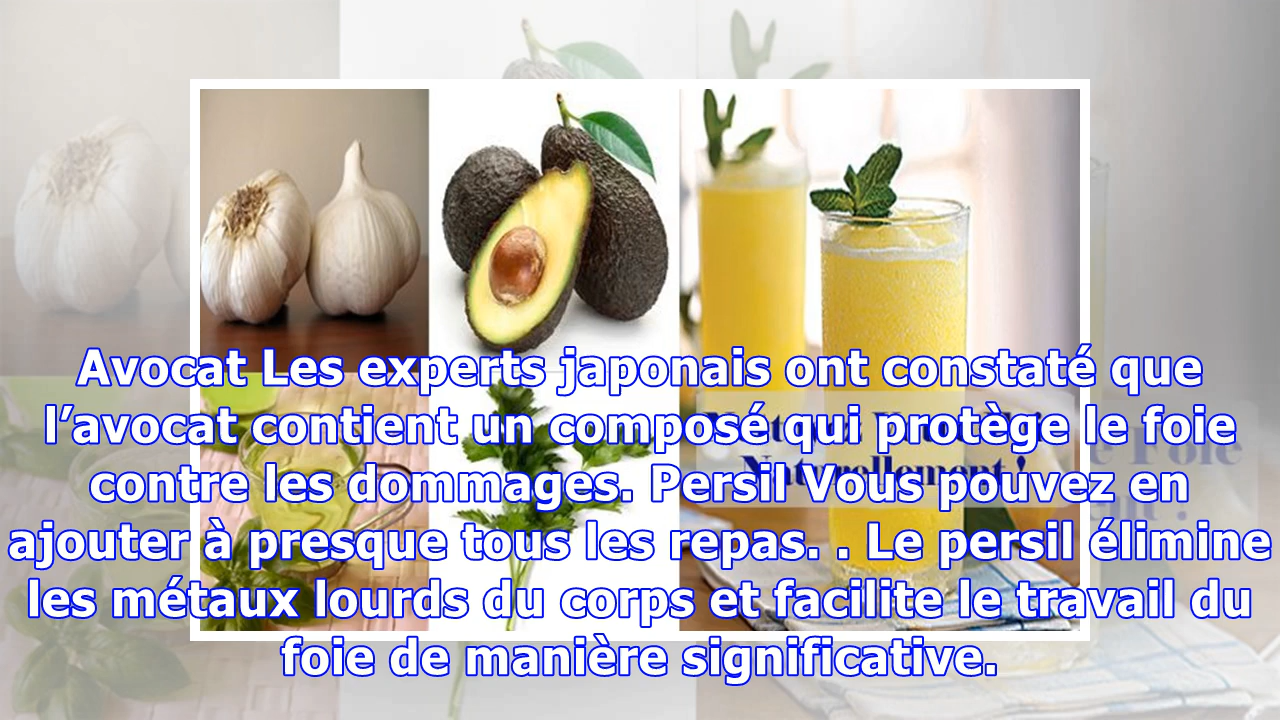 Avocat Les experts japonais ont constaté que
l’avocat contient un composé qui protège le foie
contre les dommages. Persil Vous pouvez en
ajouter à presque tous les repas. . Le persil élimine
les métaux lourds du corps et facilite le travail du
foie de manière significative.
Naturellement !